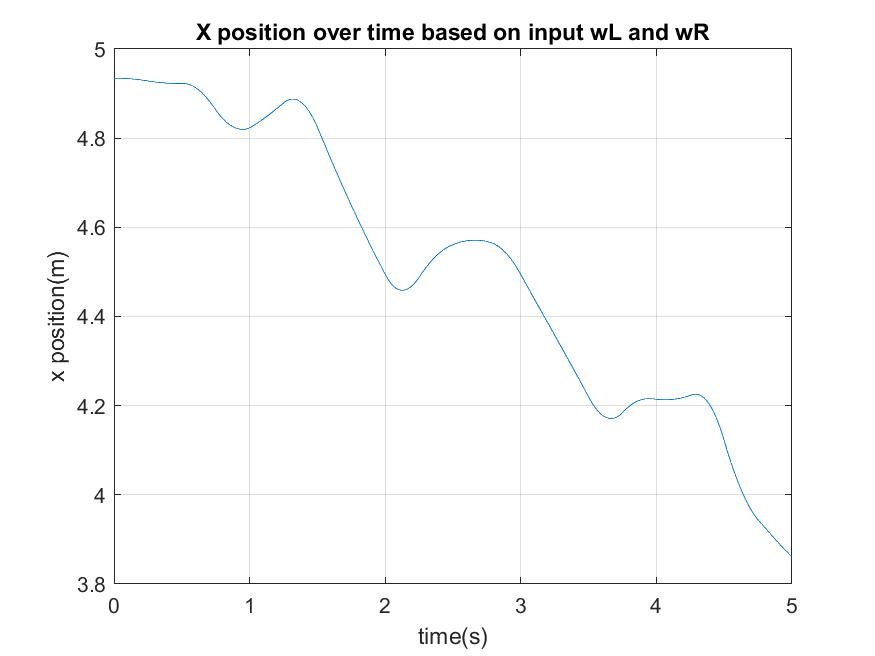 X position over time based on input wL and wR
5
4.8
4.6
4.4
4.2
4
3.8
x position(m)
0 1 2 3 4 5
time(s)